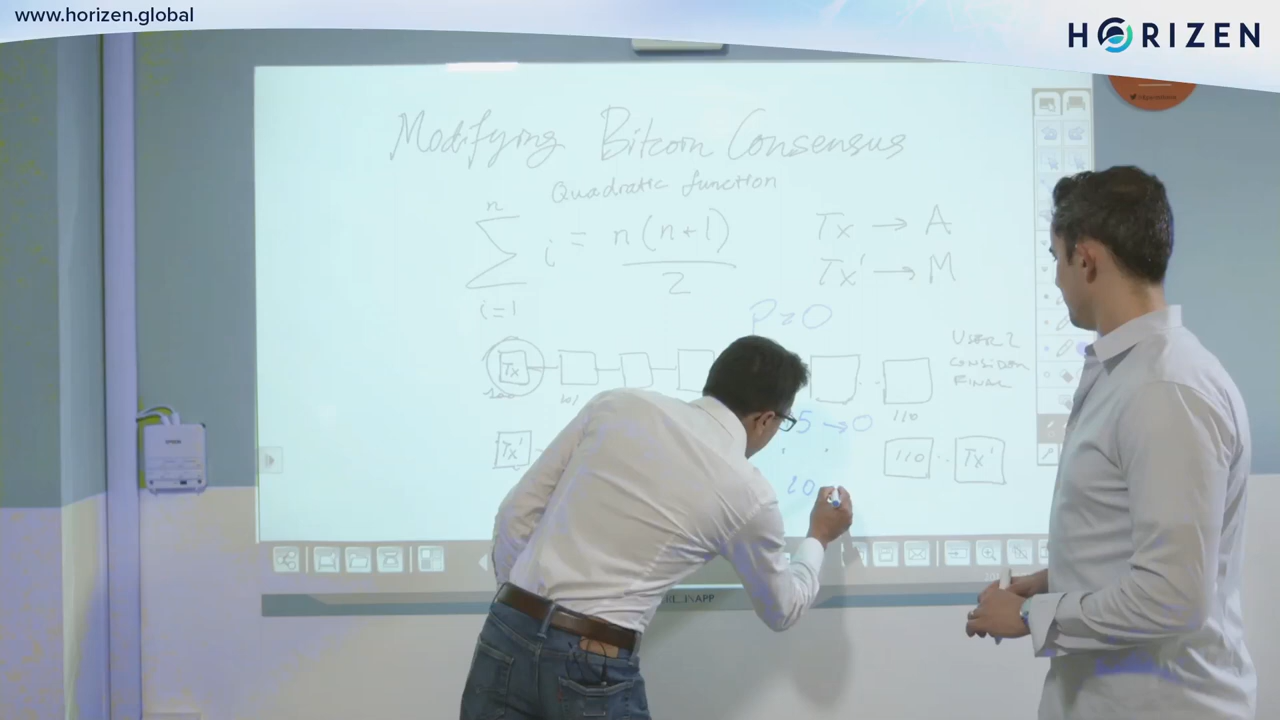 www.horizen.global
HORIZEN
Modifying Bitcoin Consensus
Quadratic function
n
∑ i = n(n+1)
2
i=1
Tx → A
Tx' → M
P=0
Tx
100
101
110
USER 2
CONSIDER
FINAL
5 → 0
Tx'
110
Tx'
10
EPSON